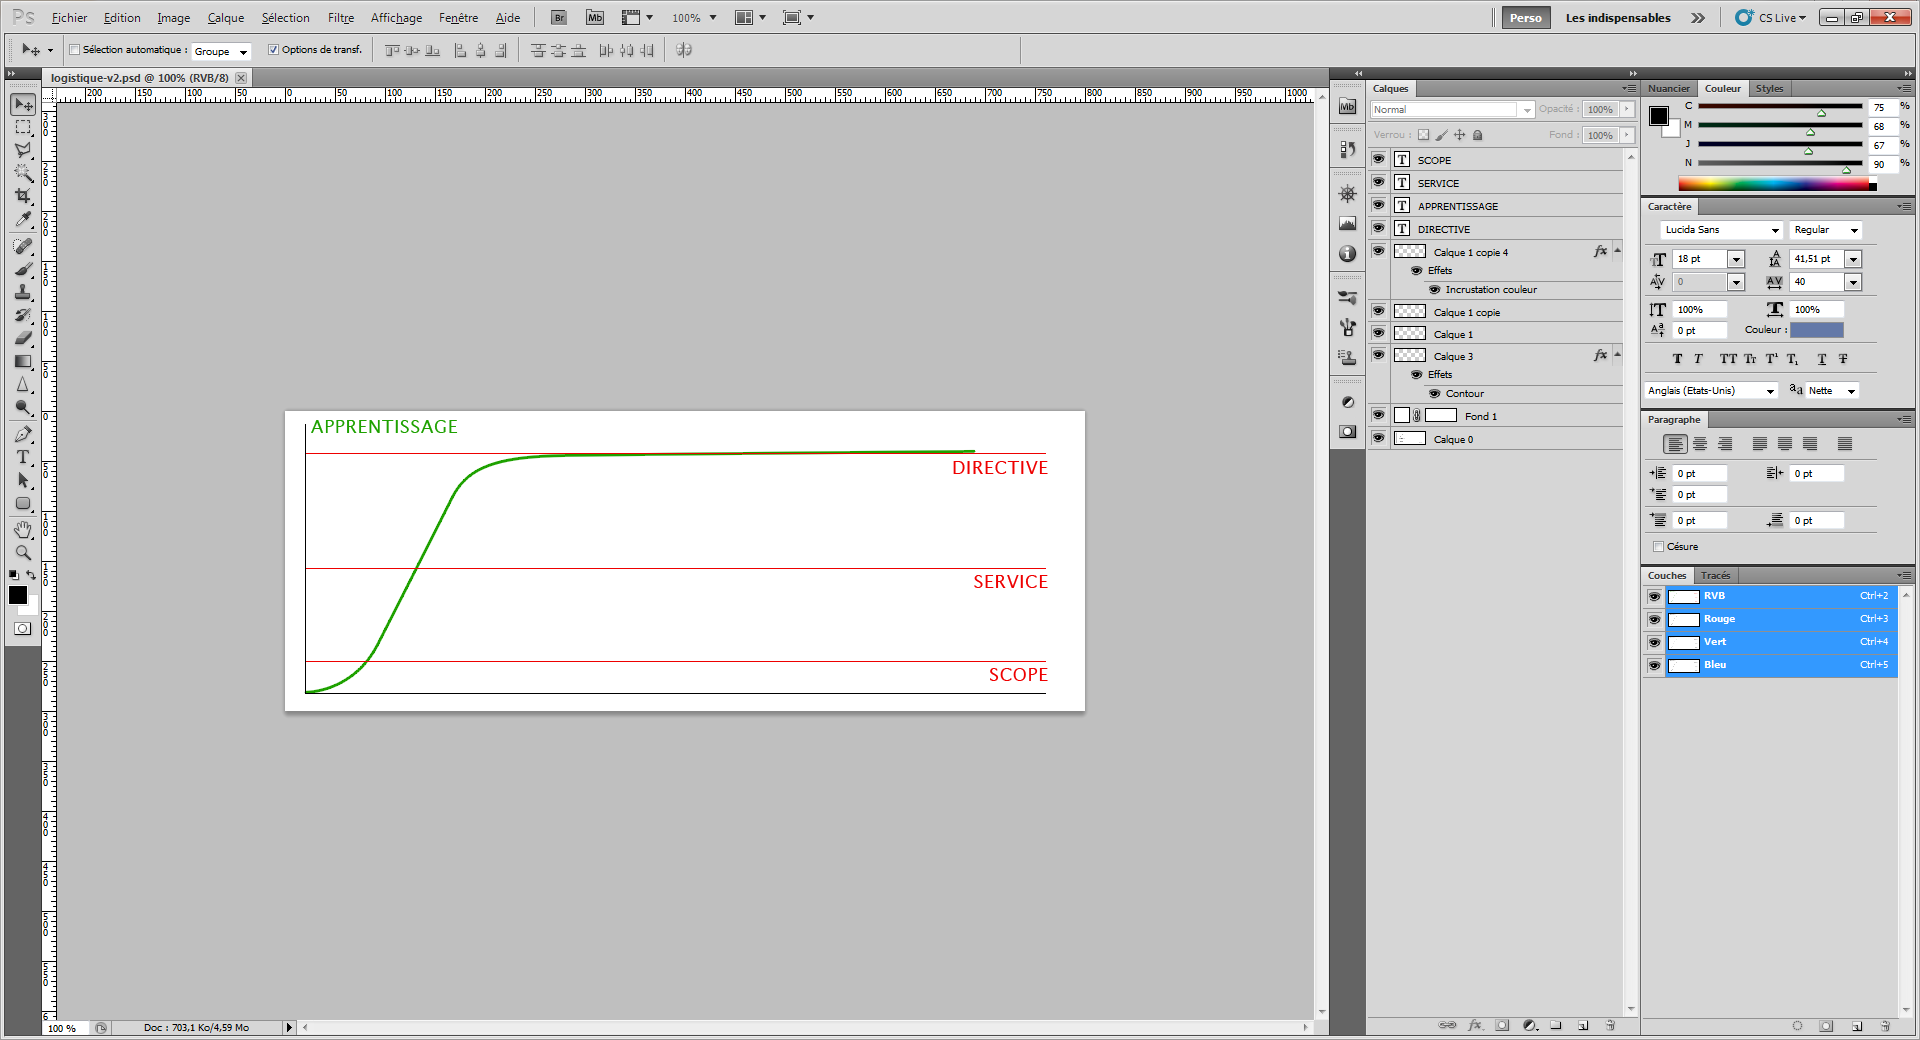 Ps Fichier Edition Image Calque Sélection Filtre Affichage Fenêtre Aide Br Mb 100% Perso Les indispensables CS Live
Sélection automatique : Groupe Options de transf.
logistique-v2.psd @ 100% (RVB/8)
200 150 100 50 0 50 100 150 200 250 300 350 400 450 500 550 600 650 700 750 800 850 900 950 1000
APPRENTISSAGE
DIRECTIVE
SERVICE
SCOPE
100 % Doc : 703,1 Ko/4,59 Mo
Mb
Calques
Normal Opacité : 100%
Verrou : Fond : 100%
T SCOPE
T SERVICE
T APPRENTISSAGE
T DIRECTIVE
Calque 1 copie 4 fx
Effets
Incrustation couleur
Calque 1 copie
Calque 1
Calque 3 fx
Effets
Contour
Fond 1
Calque 0
Nuancier Couleur Styles
C 75 %
M 68 %
J 67 %
N 90 %
Caractère
Lucida Sans Regular
18 pt 41,51 pt
0 40
100% 100%
0 pt Couleur :
Anglais (Etats-Unis) aa Nette
Paragraphe
0 pt 0 pt
0 pt
0 pt 0 pt
Césure
Couches Tracés
RVB Ctrl+2
Rouge Ctrl+3
Vert Ctrl+4
Bleu Ctrl+5